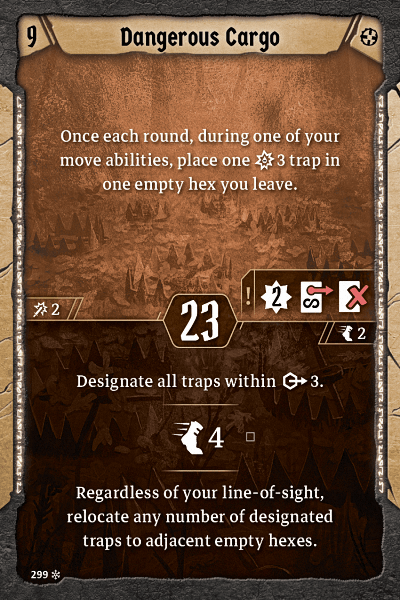 9
Dangerous Cargo
Once each round, during one of your
move abilities, place one 3 trap in
one empty hex you leave.
2
23
! 2
2
Designate all traps within 3.
4
Regardless of your line-of-sight,
relocate any number of designated
traps to adjacent empty hexes.
299